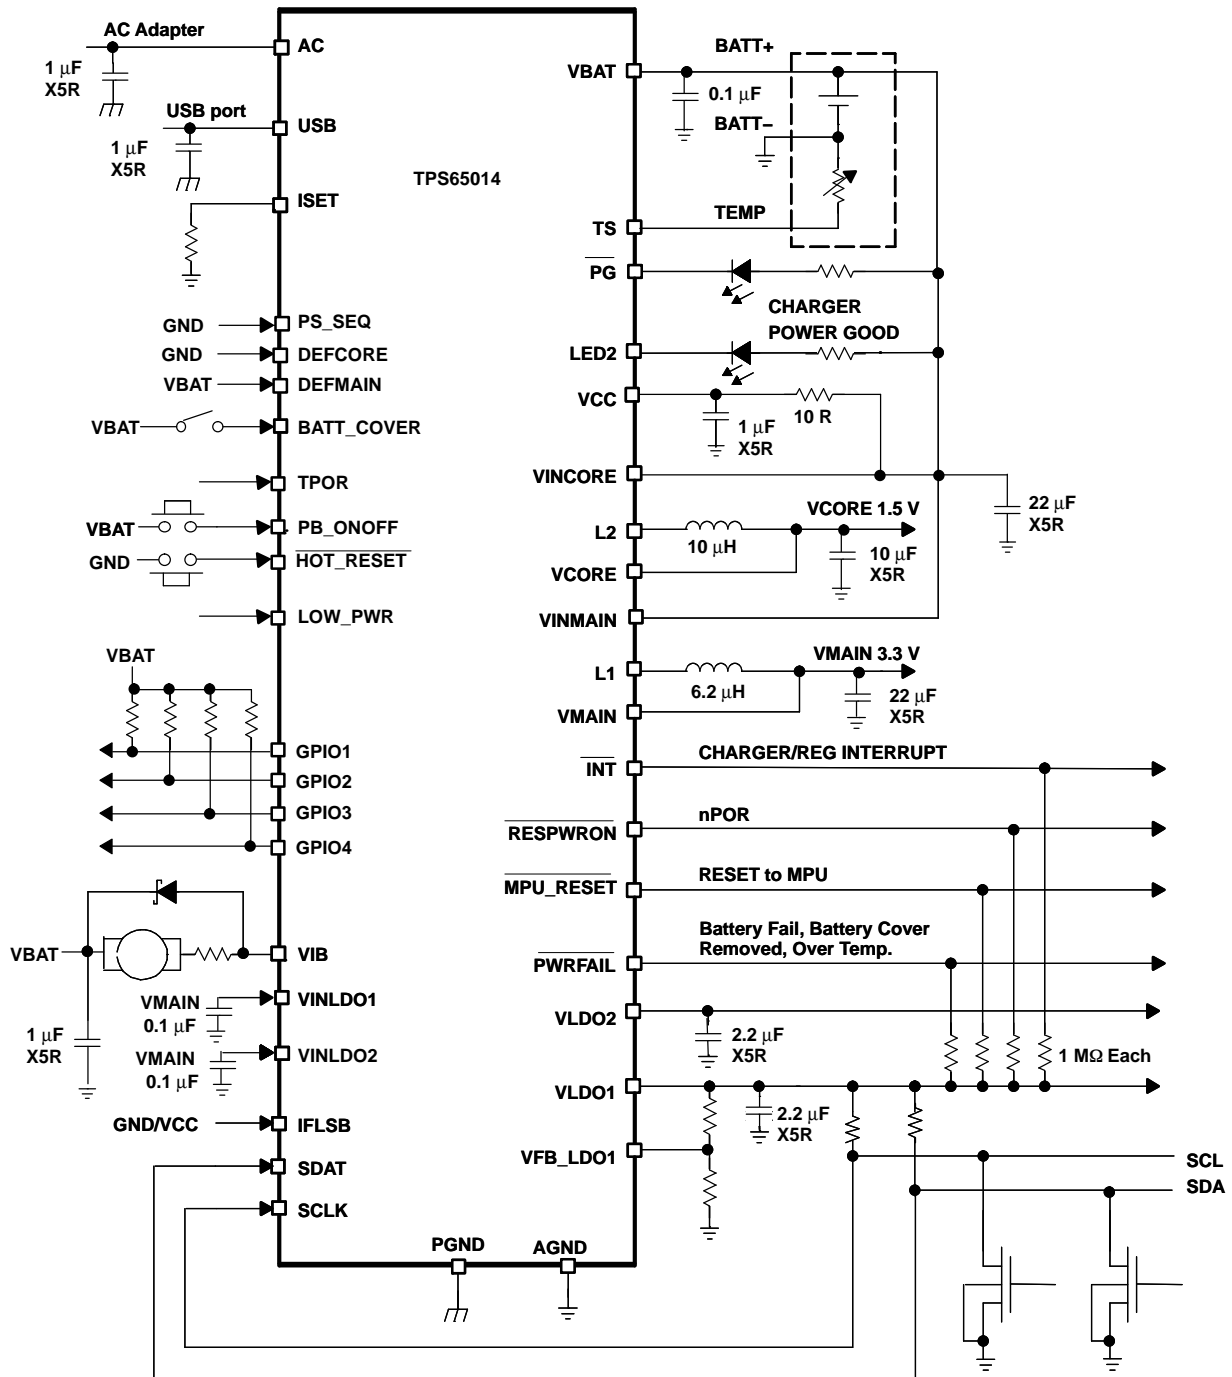 AC Adapter
1 μF
X5R
USB port
1 μF
X5R
AC
USB
ISET
TPS65014
GND
PS_SEQ
GND
DEFCORE
VBAT
DEFMAIN
VBAT
BATT_COVER
TPOR
VBAT
PB_ONOFF
GND
HOT_RESET
LOW_PWR
VBAT
GPIO1
GPIO2
GPIO3
GPIO4
VBAT
VIB
1 μF
X5R
VMAIN
0.1 μF
VINLDO1
VMAIN
0.1 μF
VINLDO2
GND/VCC
IFLSB
SDAT
SCLK
PGND
AGND
VBAT
BATT+
0.1 μF
BATT–
TEMP
TS
PG
CHARGER
POWER GOOD
LED2
VCC
10 R
1 μF
X5R
VINCORE
22 μF
X5R
VCORE 1.5 V
L2
10 μH
10 μF
X5R
VCORE
VINMAIN
VMAIN 3.3 V
L1
6.2 μH
22 μF
X5R
VMAIN
CHARGER/REG INTERRUPT
INT
nPOR
RESPWRON
RESET to MPU
MPU_RESET
Battery Fail, Battery Cover
Removed, Over Temp.
PWRFAIL
VLDO2
2.2 μF
X5R
1 MΩ Each
VLDO1
2.2 μF
X5R
VFB_LDO1
SCL
SDA